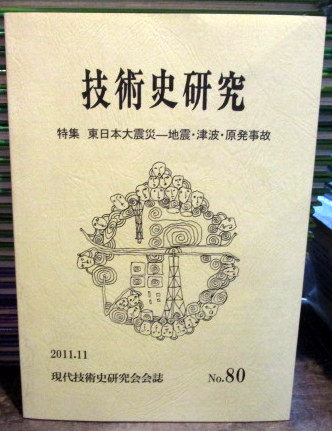 技術史研究
特集 東日本大震災―地震・津波・原発事故
2011.11
現代技術史研究会会誌 No.80